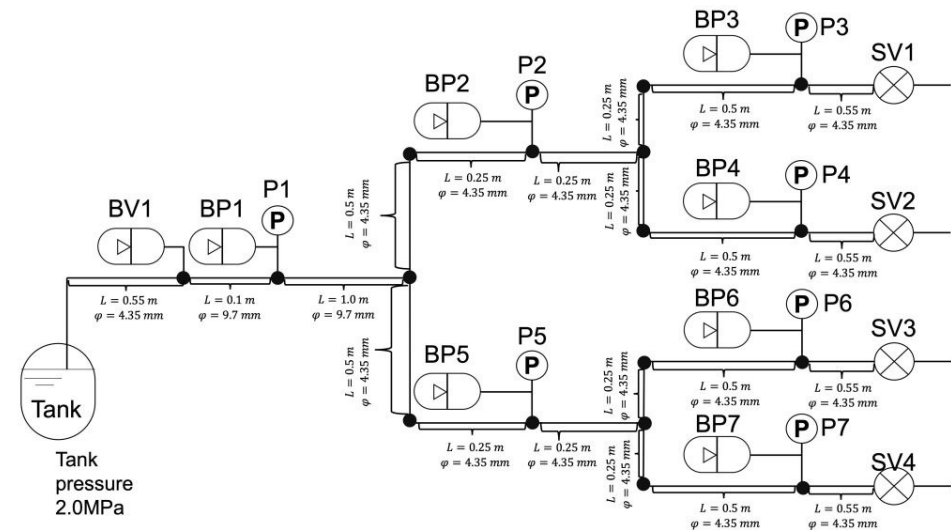 BP3
P3
SV1
L = 0.5 m
φ = 4.35 mm
L = 0.55 m
φ = 4.35 mm
BP2
P2
L = 0.25 m
φ = 4.35 mm
L = 0.25 m
φ = 4.35 mm
L = 0.25 m
φ = 4.35 mm
L = 0.25 m
φ = 4.35 mm
BP4
P4
SV2
L = 0.5 m
φ = 4.35 mm
L = 0.55 m
φ = 4.35 mm
BV1
BP1
P1
L = 0.5 m
φ = 4.35 mm
L = 0.55 m
φ = 4.35 mm
L = 0.1 m
φ = 9.7 mm
L = 1.0 m
φ = 9.7 mm
L = 0.5 m
φ = 4.35 mm
BP6
P6
SV3
L = 0.5 m
φ = 4.35 mm
L = 0.55 m
φ = 4.35 mm
BP5
P5
L = 0.25 m
φ = 4.35 mm
L = 0.25 m
φ = 4.35 mm
L = 0.25 m
φ = 4.35 mm
L = 0.25 m
φ = 4.35 mm
BP7
P7
SV4
L = 0.5 m
φ = 4.35 mm
L = 0.55 m
φ = 4.35 mm
P
P
P
P
P
P
P
Tank
Tank
pressure
2.0MPa